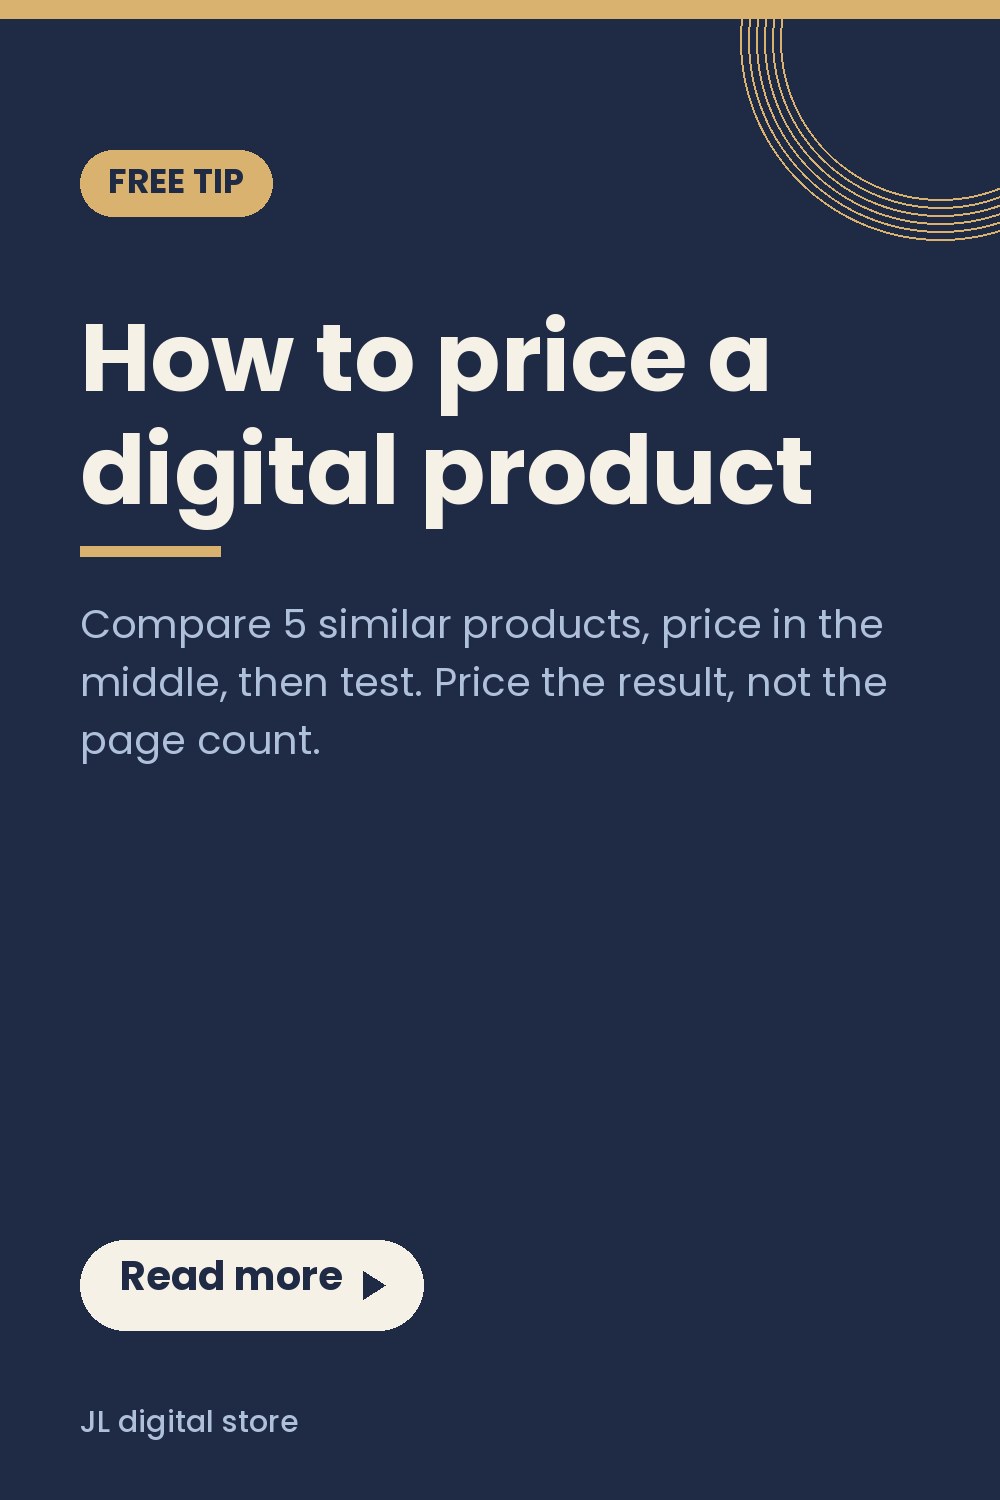 FREE TIP
How to price a
digital product
Compare 5 similar products, price in the
middle, then test. Price the result, not the
page count.
Read more
JL digital store